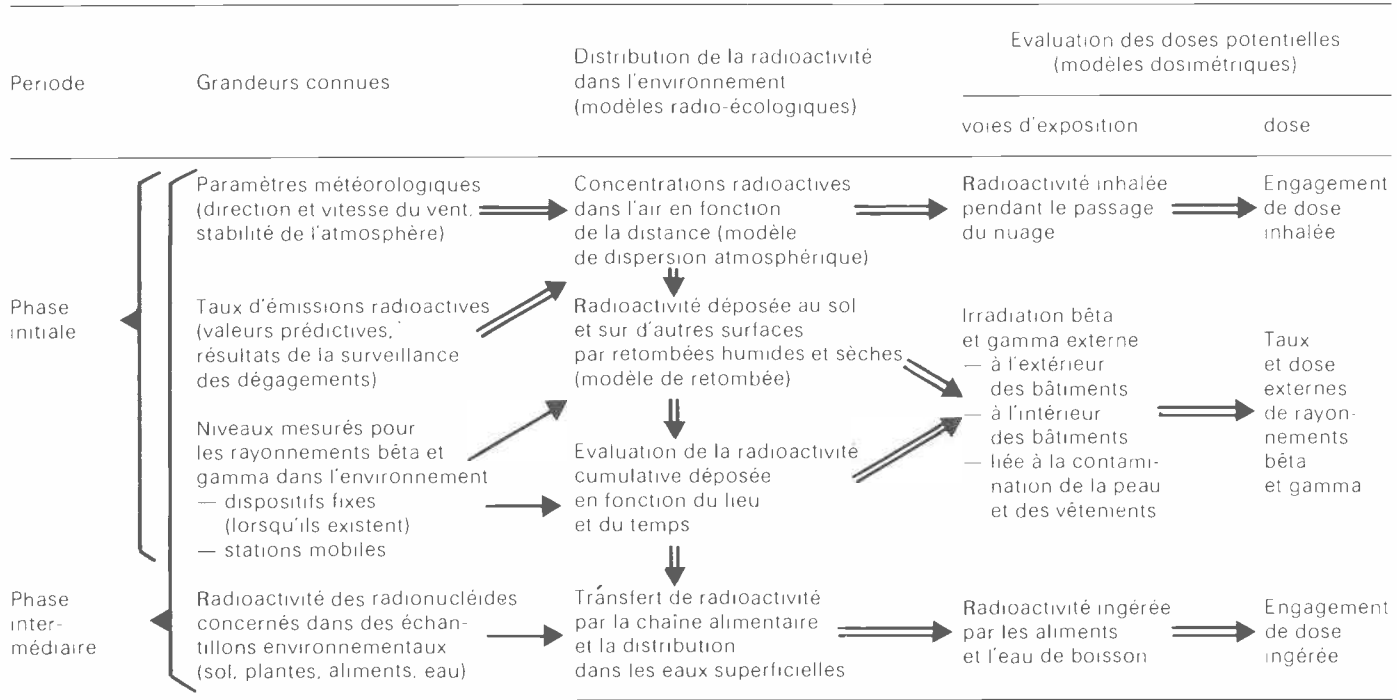 Periode
Grandeurs connues
Distribution de la radioactivité
dans l'environnement
(modèles radio-écologiques)
Evaluation des doses potentielles
(modèles dosimétriques)
voies d'exposition
dose
Phase
initiale
Paramètres météorologiques
(direction et vitesse du vent,
stabilité de l'atmosphère)
Concentrations radioactives
dans l'air en fonction
de la distance (modèle
de dispersion atmosphérique)
Radioactivité inhalée
pendant le passage
du nuage
Engagement
de dose
inhalée
Taux d'émissions radioactives
(valeurs prédictives,
résultats de la surveillance
des dégagements)
Radioactivité déposée au sol
et sur d'autres surfaces
par retombées humides et sèches
(modèle de retombée)
Irradiation bêta
et gamma externe
— à l'extérieur
des bâtiments
— à l'intérieur
des bâtiments
— liée à la contami-
nation de la peau
et des vêtements
Taux
et dose
externes
de rayon-
nements
bêta
et gamma
Niveaux mesurés pour
les rayonnements bêta et
gamma dans l'environnement
— dispositifs fixes
(lorsqu'ils existent)
— stations mobiles
Evaluation de la radioactivité
cumulative déposée
en fonction du lieu
et du temps
Phase
inter-
médiaire
Radioactivité des radionucléides
concernés dans des échan-
tillons environnementaux
(sol, plantes, aliments, eau)
Transfert de radioactivité
par la chaîne alimentaire
et la distribution
dans les eaux superficielles
Radioactivité ingérée
par les aliments
et l'eau de boisson
Engagement
de dose
ingérée